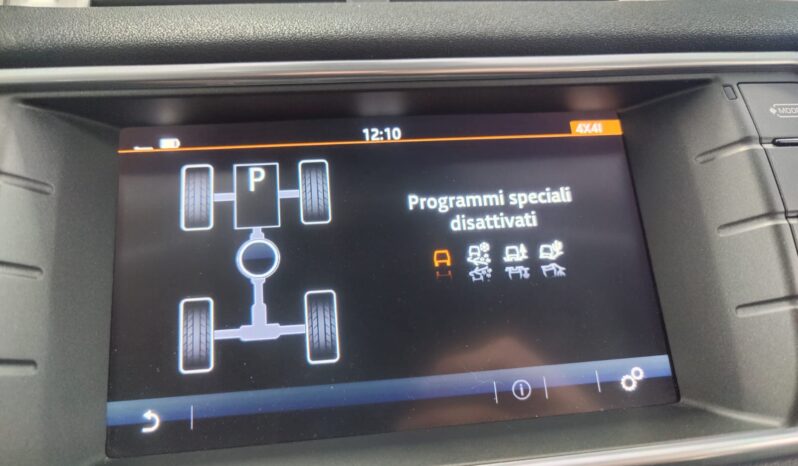 12:10
4X4I
P
Programmi speciali
disattivati